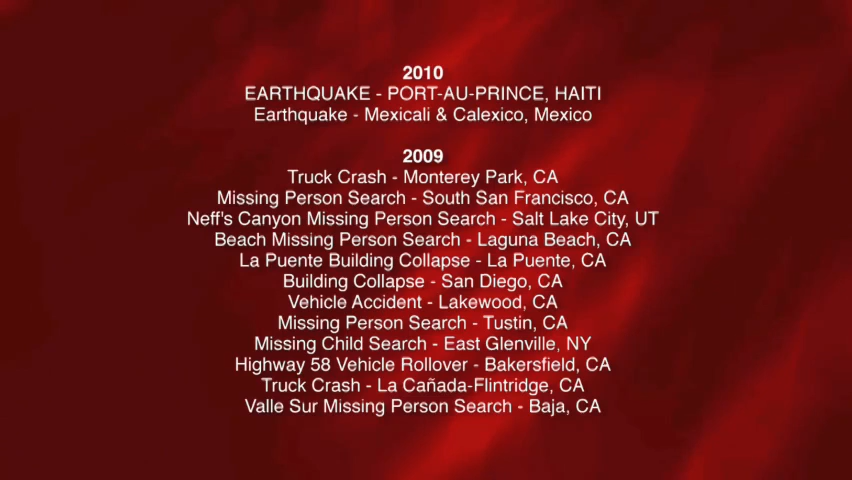 2010
EARTHQUAKE - PORT-AU-PRINCE, HAITI
Earthquake - Mexicali & Calexico, Mexico
2009
Truck Crash - Monterey Park, CA
Missing Person Search - South San Francisco, CA
Neff's Canyon Missing Person Search - Salt Lake City, UT
Beach Missing Person Search - Laguna Beach, CA
La Puente Building Collapse - La Puente, CA
Building Collapse - San Diego, CA
Vehicle Accident - Lakewood, CA
Missing Person Search - Tustin, CA
Missing Child Search - East Glenville, NY
Highway 58 Vehicle Rollover - Bakersfield, CA
Truck Crash - La Cañada-Flintridge, CA
Valle Sur Missing Person Search - Baja, CA